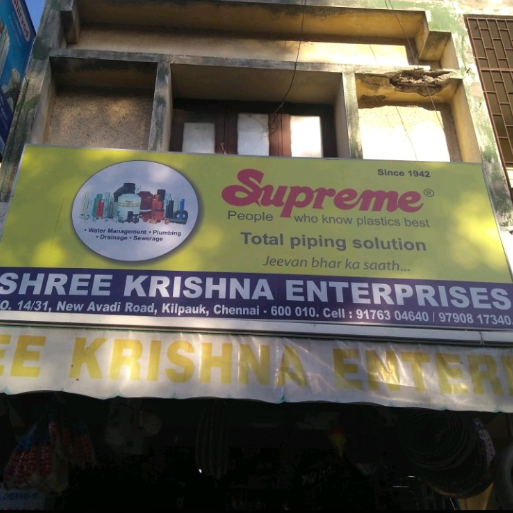 Since 1942
Supreme®
People who know plastics best
• Water Management • Plumbing
• Drainage • Sewerage
Total piping solution
Jeevan bhar ka saath...
SHREE KRISHNA ENTERPRISES
O. 14/31, New Avadi Road, Kilpauk, Chennai - 600 010. Cell : 91763 04640 / 97908 17340
EE KRISHNA ENTER